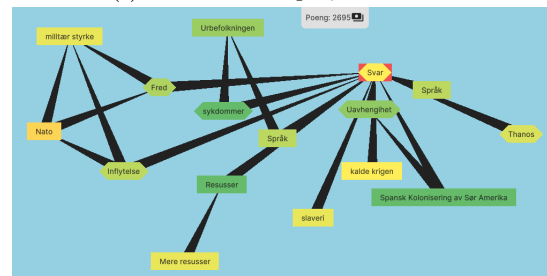 Poeng: 2695
Urbefolkningen
militær styrke
Svar
Fred
Språk
sykdommer
Uavhengihet
Nato
Språk
Thanos
Inflytelse
kalde krigen
Resusser
Spansk Kolonisering av Sør Amerika
slaveri
Mere resusser